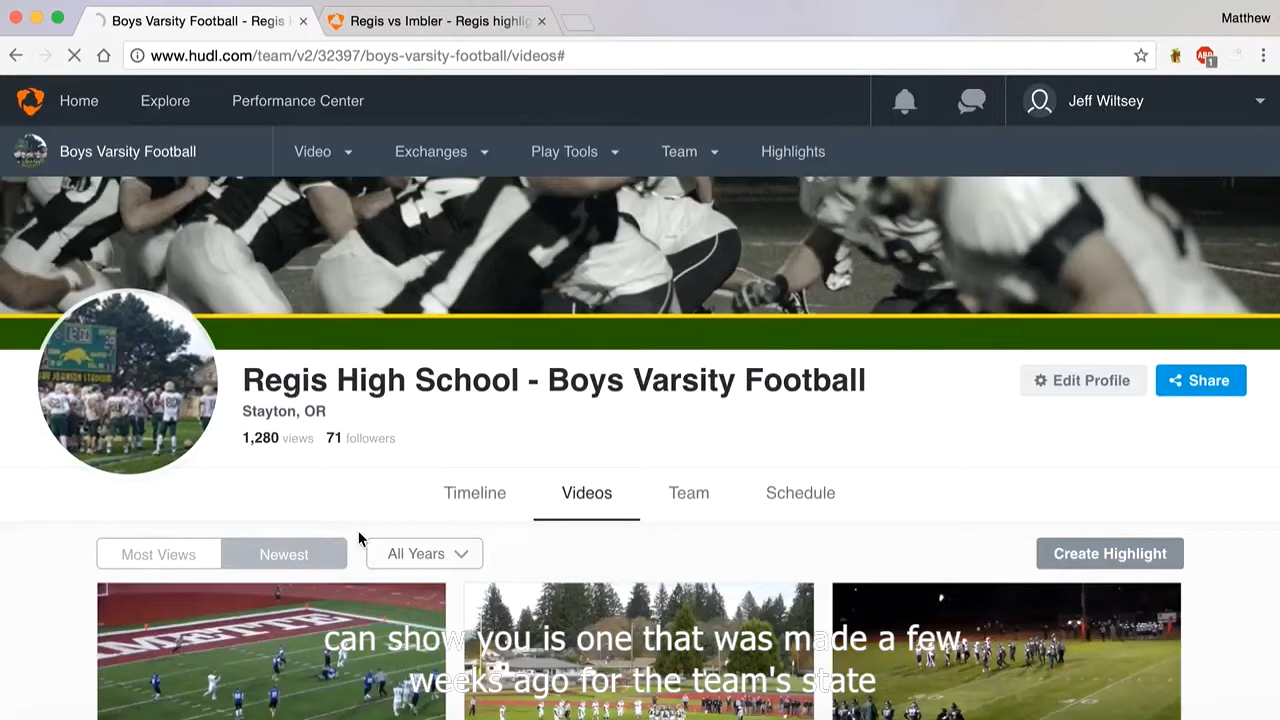 Boys Varsity Football - Regis
Regis vs Imbler - Regis highlig
Matthew
www.hudl.com/team/v2/32397/boys-varsity-football/videos#
ABP
1
Home Explore Performance Center Jeff Wiltsey
Boys Varsity Football Video Exchanges Play Tools Team Highlights
Regis High School - Boys Varsity Football
Edit Profile Share
Stayton, OR
1,280 views 71 followers
Timeline Videos Team Schedule
Most Views Newest All Years Create Highlight
can show you is one that was made a few
weeks ago for the team's state